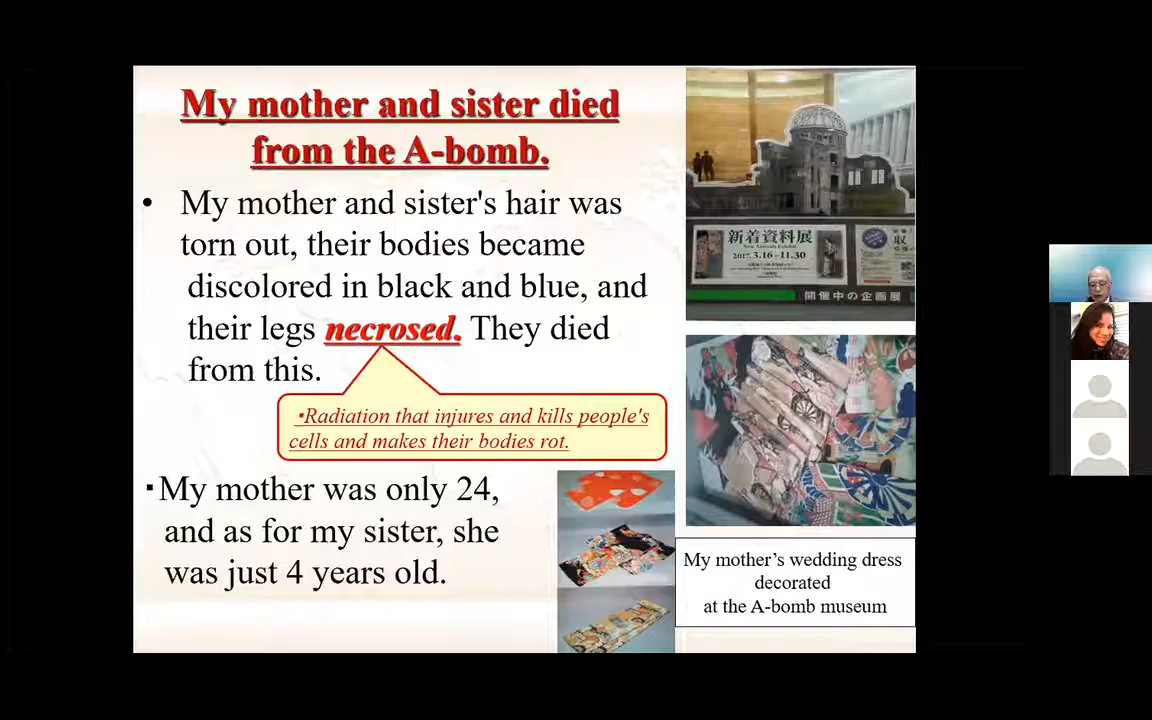 My mother and sister died
from the A-bomb.
• My mother and sister's hair was
torn out, their bodies became
discolored in black and blue, and
their legs necrosed. They died
from this.
•Radiation that injures and kills people's
cells and makes their bodies rot.
▪My mother was only 24,
and as for my sister, she
was just 4 years old.
新着資料展
New Arrivals Exhibit
2017.3.16-11.30
開催中の企画展
My mother’s wedding dress
decorated
at the A-bomb museum